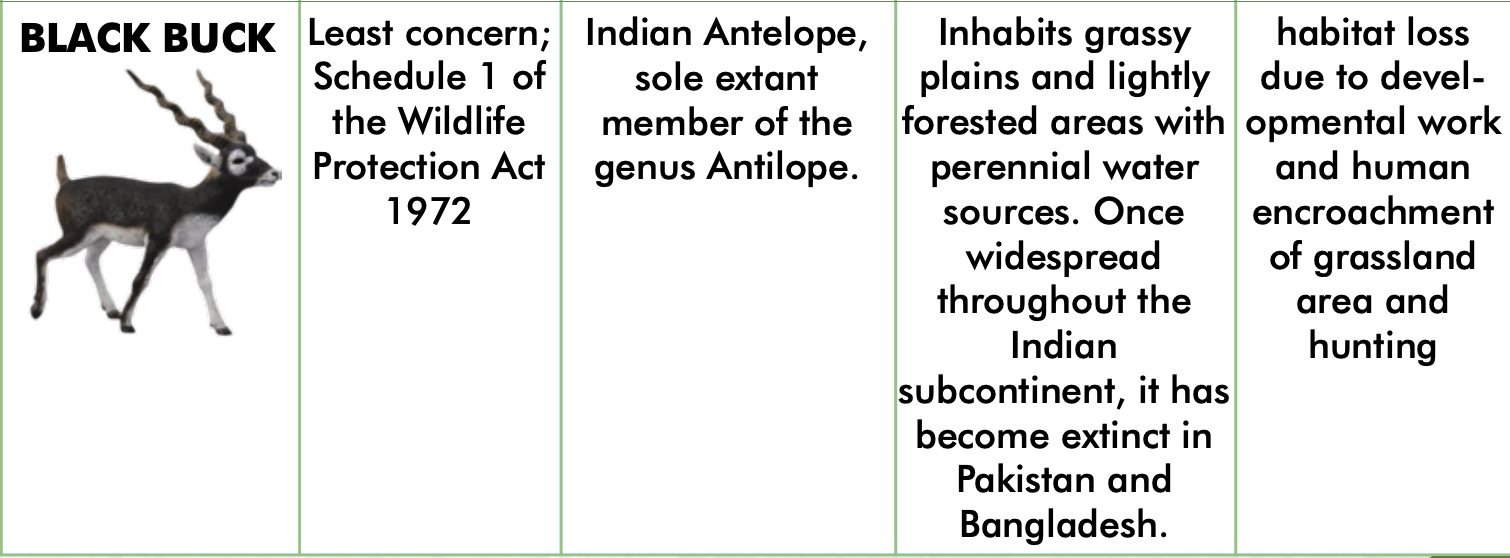 BLACK BUCK
Least concern;
Schedule 1 of
the Wildlife
Protection Act
1972
Indian Antelope,
sole extant
member of the
genus Antilope.
Inhabits grassy
plains and lightly
forested areas with
perennial water
sources. Once
widespread
throughout the
Indian
subcontinent, it has
become extinct in
Pakistan and
Bangladesh.
habitat loss
due to devel-
opmental work
and human
encroachment
of grassland
area and
hunting